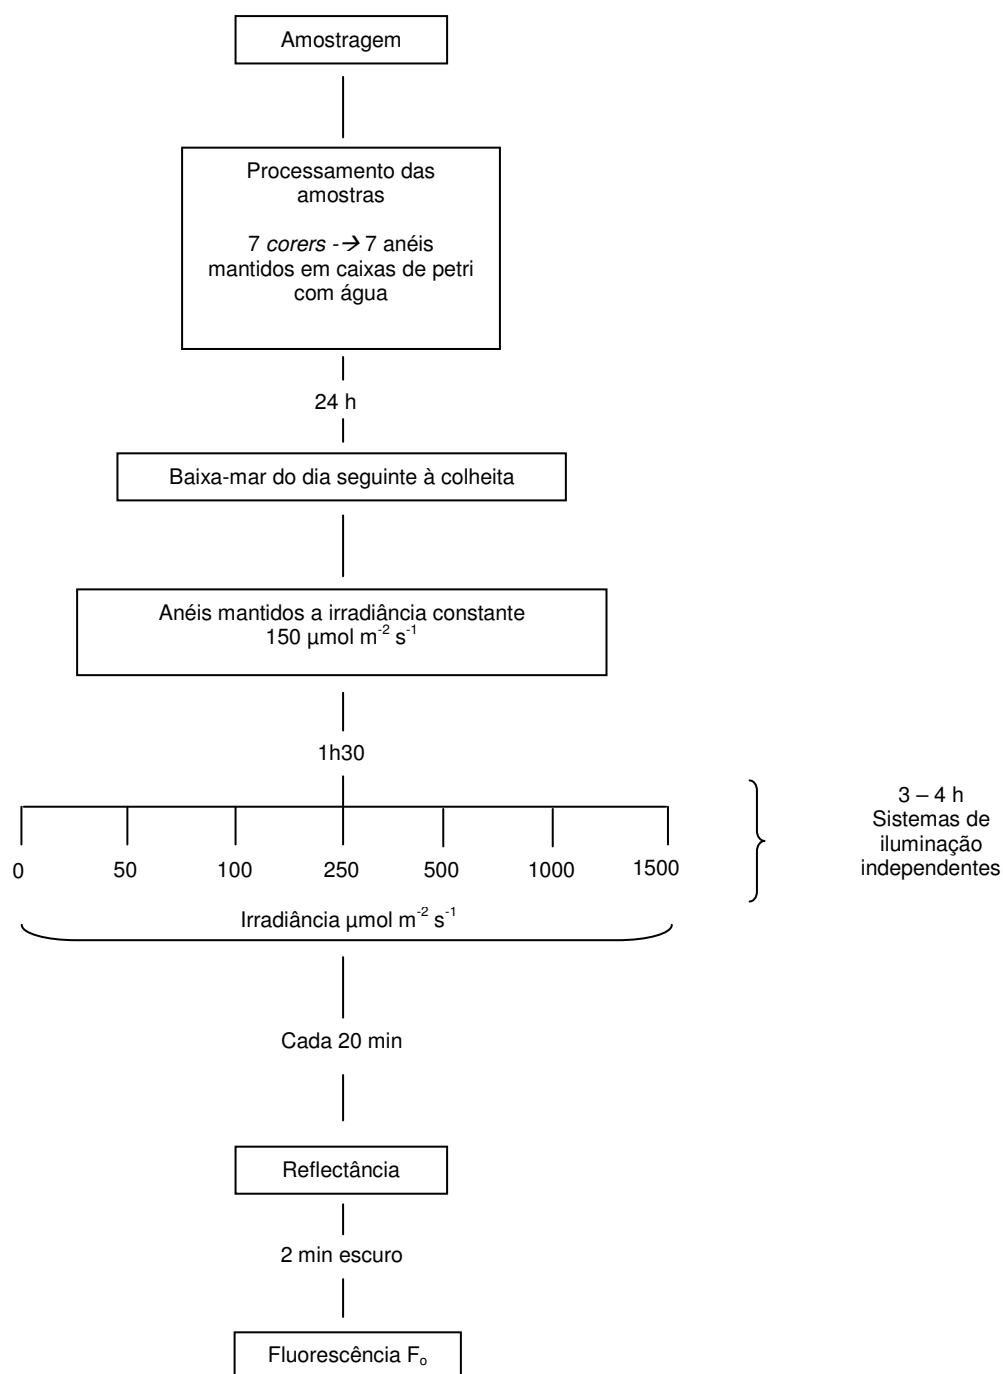 Amostragem
Processamento das
amostras
7 corers -→ 7 anéis
mantidos em caixas de petri
com água
24 h
Baixa-mar do dia seguinte à colheita
Anéis mantidos a irradiância constante
150 µmol m⁻² s⁻¹
1h30
0 50 100 250 500 1000 1500
3 – 4 h
Sistemas de
iluminação
independentes
Irradiância µmol m⁻² s⁻¹
Cada 20 min
Reflectância
2 min escuro
Fluorescência Fₒ